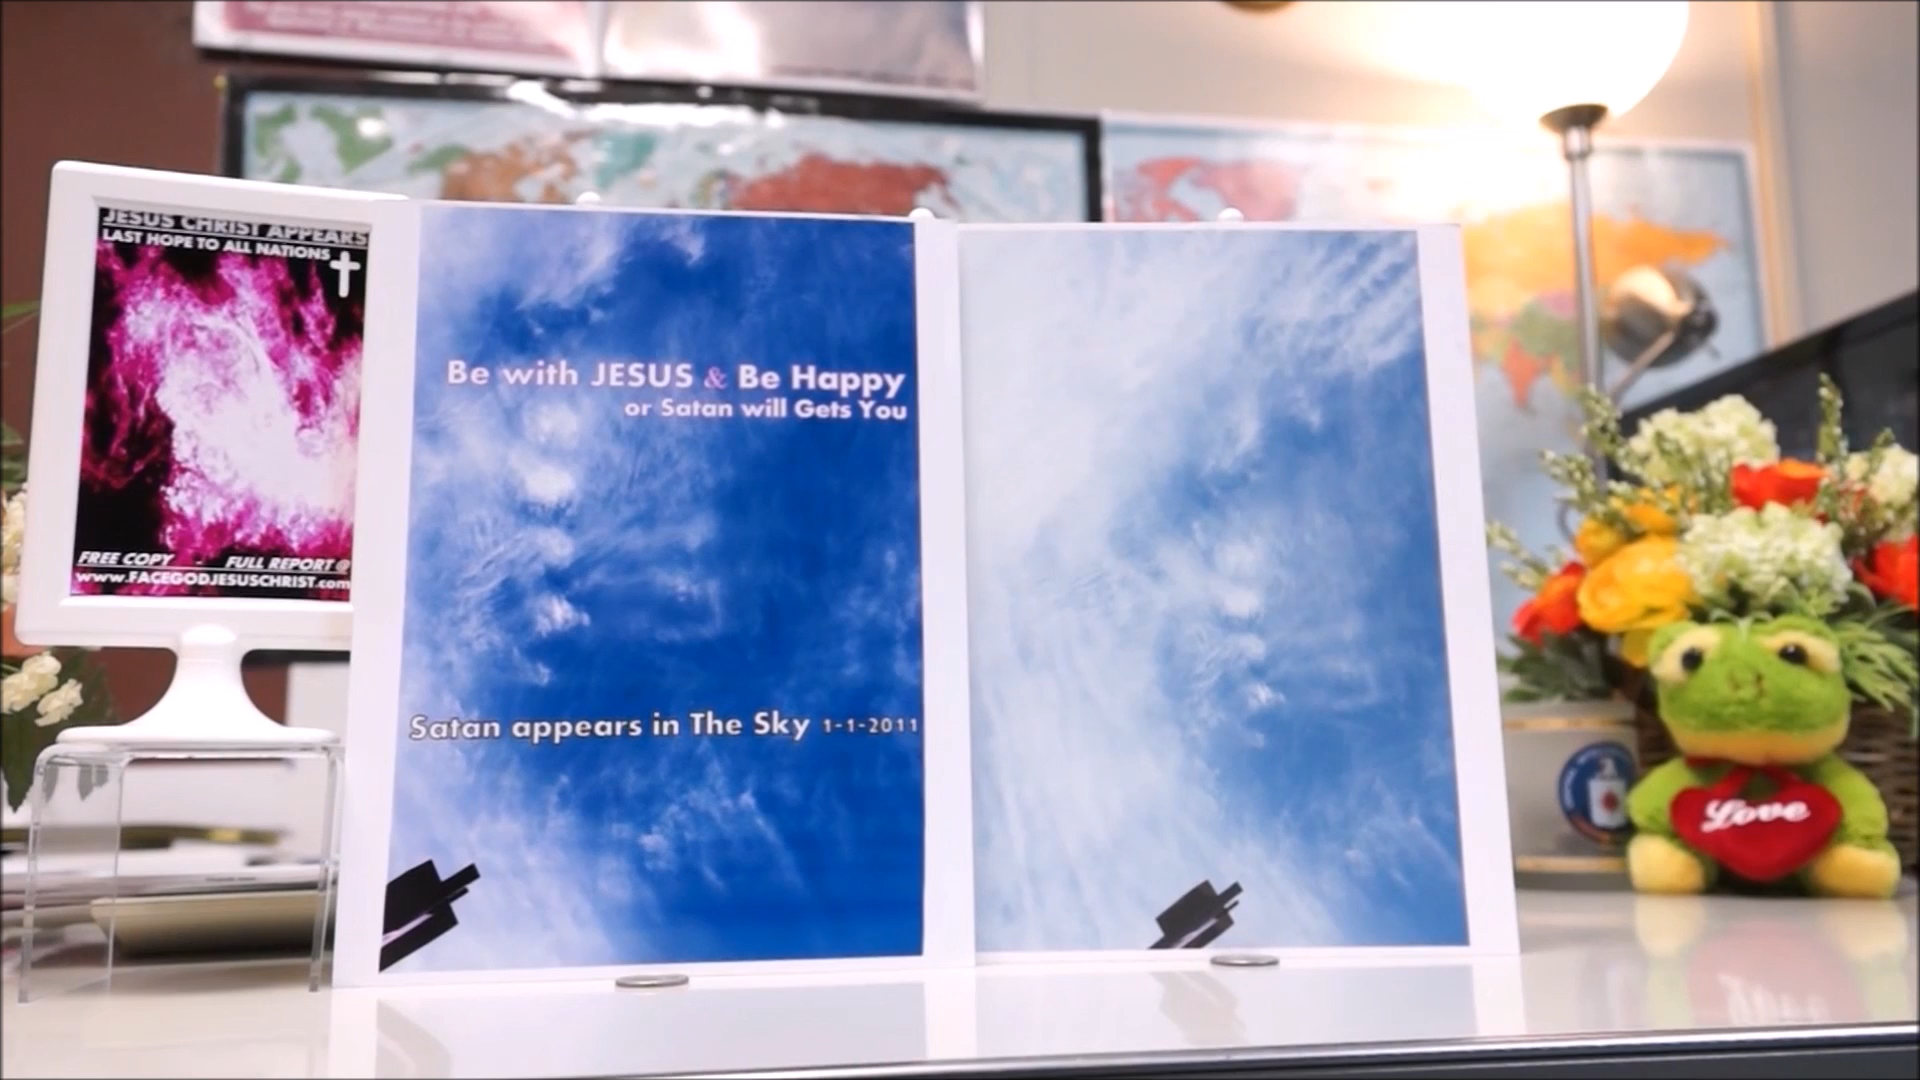 JESUS CHRIST APPEARS
LAST HOPE TO ALL NATIONS
FREE COPY - FULL REPORT @
www.FACEGODJESUSCHRIST.com
Be with JESUS & Be Happy
or Satan will Gets You
Satan appears in The Sky 1-1-2011
Love